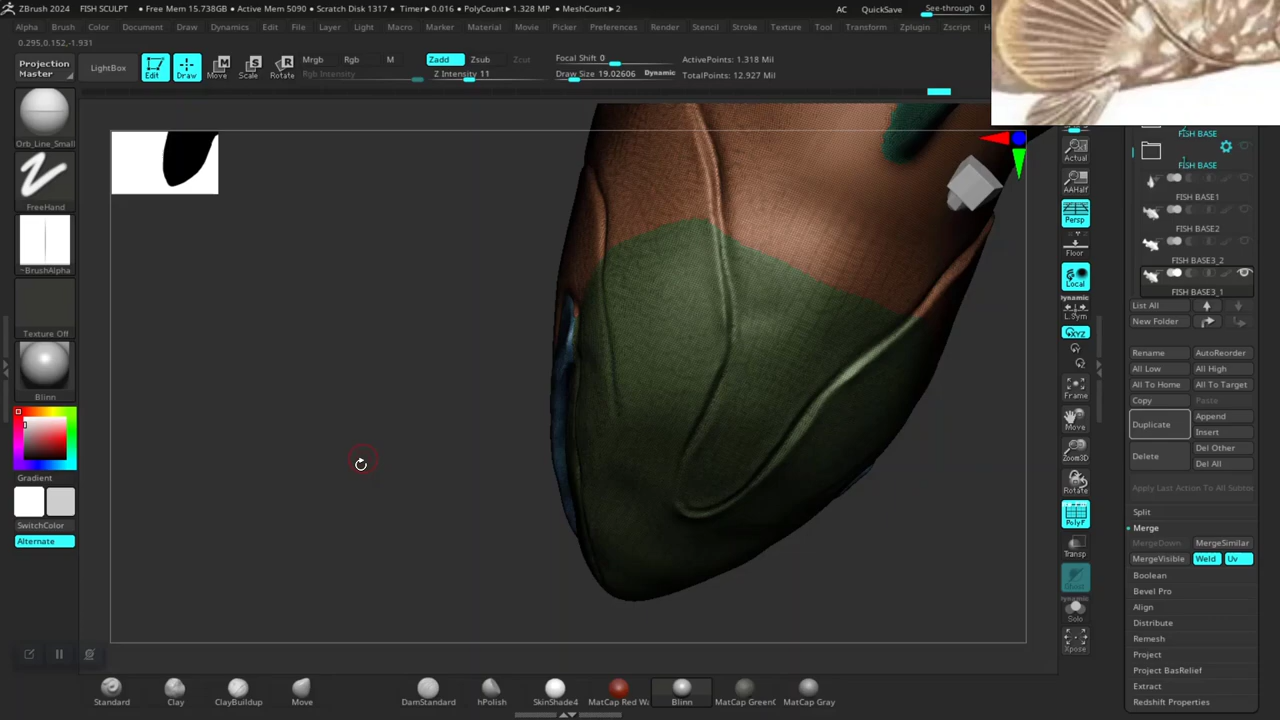 ZBrush 2024 FISH SCULPT • Free Mem 15.738GB • Active Mem 5090 • Scratch Disk 1317 • Timer▸0.016 • PolyCount▸1.328 MP • MeshCount▸2 AC QuickSave See-through 0
Alpha Brush Color Document Draw Dynamics Edit File Layer Light Macro Marker Material Movie Picker Preferences Render Stencil Stroke Texture Tool Transform Zplugin Zscript
0.295,0.152,-1.931
Projection Master LightBox Edit Draw Move Scale Rotate
Mrgb Rgb M
Rgb Intensity
Zadd Zsub Zcut
Z Intensity 11
Focal Shift 0
Draw Size 19.02606 Dynamic
ActivePoints: 1.318 Mil
TotalPoints: 12.927 Mil
Orb_Line_Small
FreeHand
~BrushAlpha
Texture Off
Blinn
Gradient
SwitchColor
Alternate
Actual
AAHalf
Persp
Floor
Local
Dynamic
L.Sym
XYZ
Frame
Move
Zoom3D
Rotate
PolyF
Transp
Ghost
Dynamic
Solo
Xpose
FISH BASE
FISH BASE
FISH BASE1
FISH BASE2
FISH BASE3_2
FISH BASE3_1
List All
New Folder
Rename AutoReorder
All Low All High
All To Home All To Target
Copy Paste
Duplicate Append
Insert
Delete Del Other
Del All
Apply Last Action To All Subtoo
Split
Merge
MergeDown MergeSimilar
MergeVisible Weld Uv
Boolean
Bevel Pro
Align
Distribute
Remesh
Project
Project BasRelief
Extract
Redshift Properties
Standard Clay ClayBuildup Move DamStandard hPolish SkinShade4 MatCap Red Wa Blinn MatCap GreenC MatCap Gray